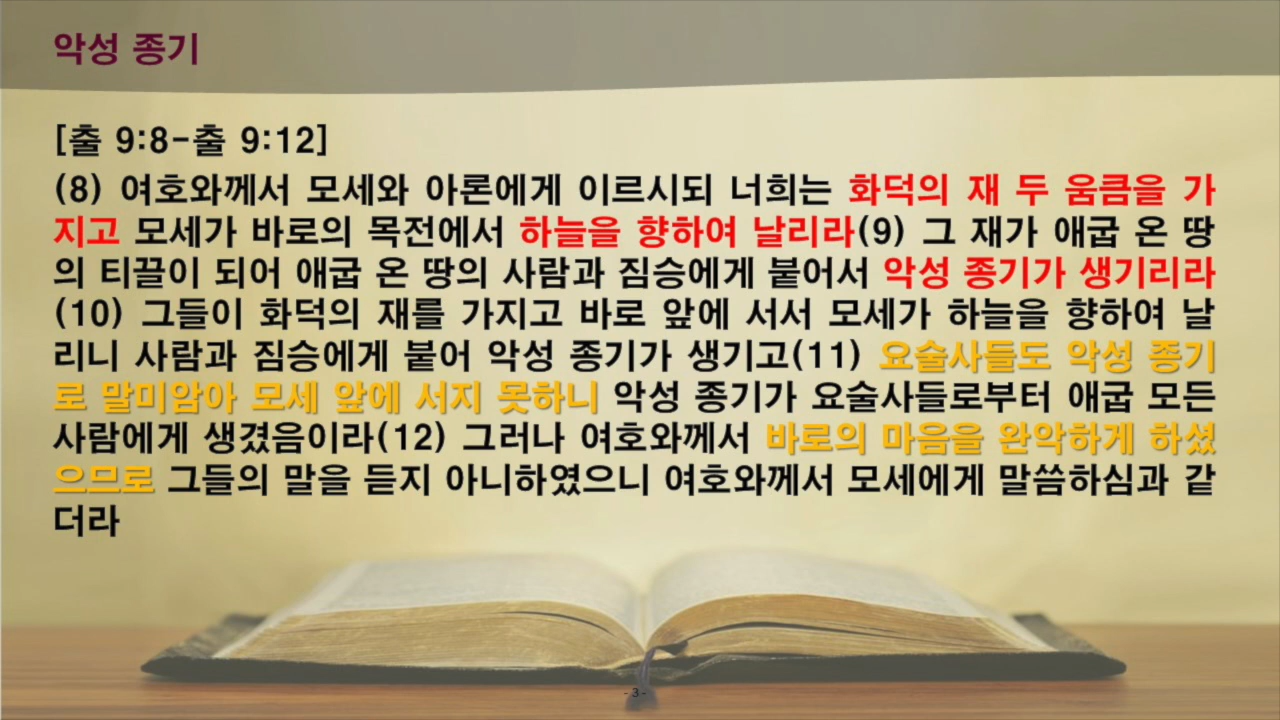 악성 종기
[출 9:8-출 9:12]
(8) 여호와께서 모세와 아론에게 이르시되 너희는 화덕의 재 두 움큼을 가
지고 모세가 바로의 목전에서 하늘을 향하여 날리라(9) 그 재가 애굽 온 땅
의 티끌이 되어 애굽 온 땅의 사람과 짐승에게 붙어서 악성 종기가 생기리라
(10) 그들이 화덕의 재를 가지고 바로 앞에 서서 모세가 하늘을 향하여 날
리니 사람과 짐승에게 붙어 악성 종기가 생기고(11) 요술사들도 악성 종기
로 말미암아 모세 앞에 서지 못하니 악성 종기가 요술사들로부터 애굽 모든
사람에게 생겼음이라(12) 그러나 여호와께서 바로의 마음을 완악하게 하셨
으므로 그들의 말을 듣지 아니하였으니 여호와께서 모세에게 말씀하심과 같
더라
- 3 -